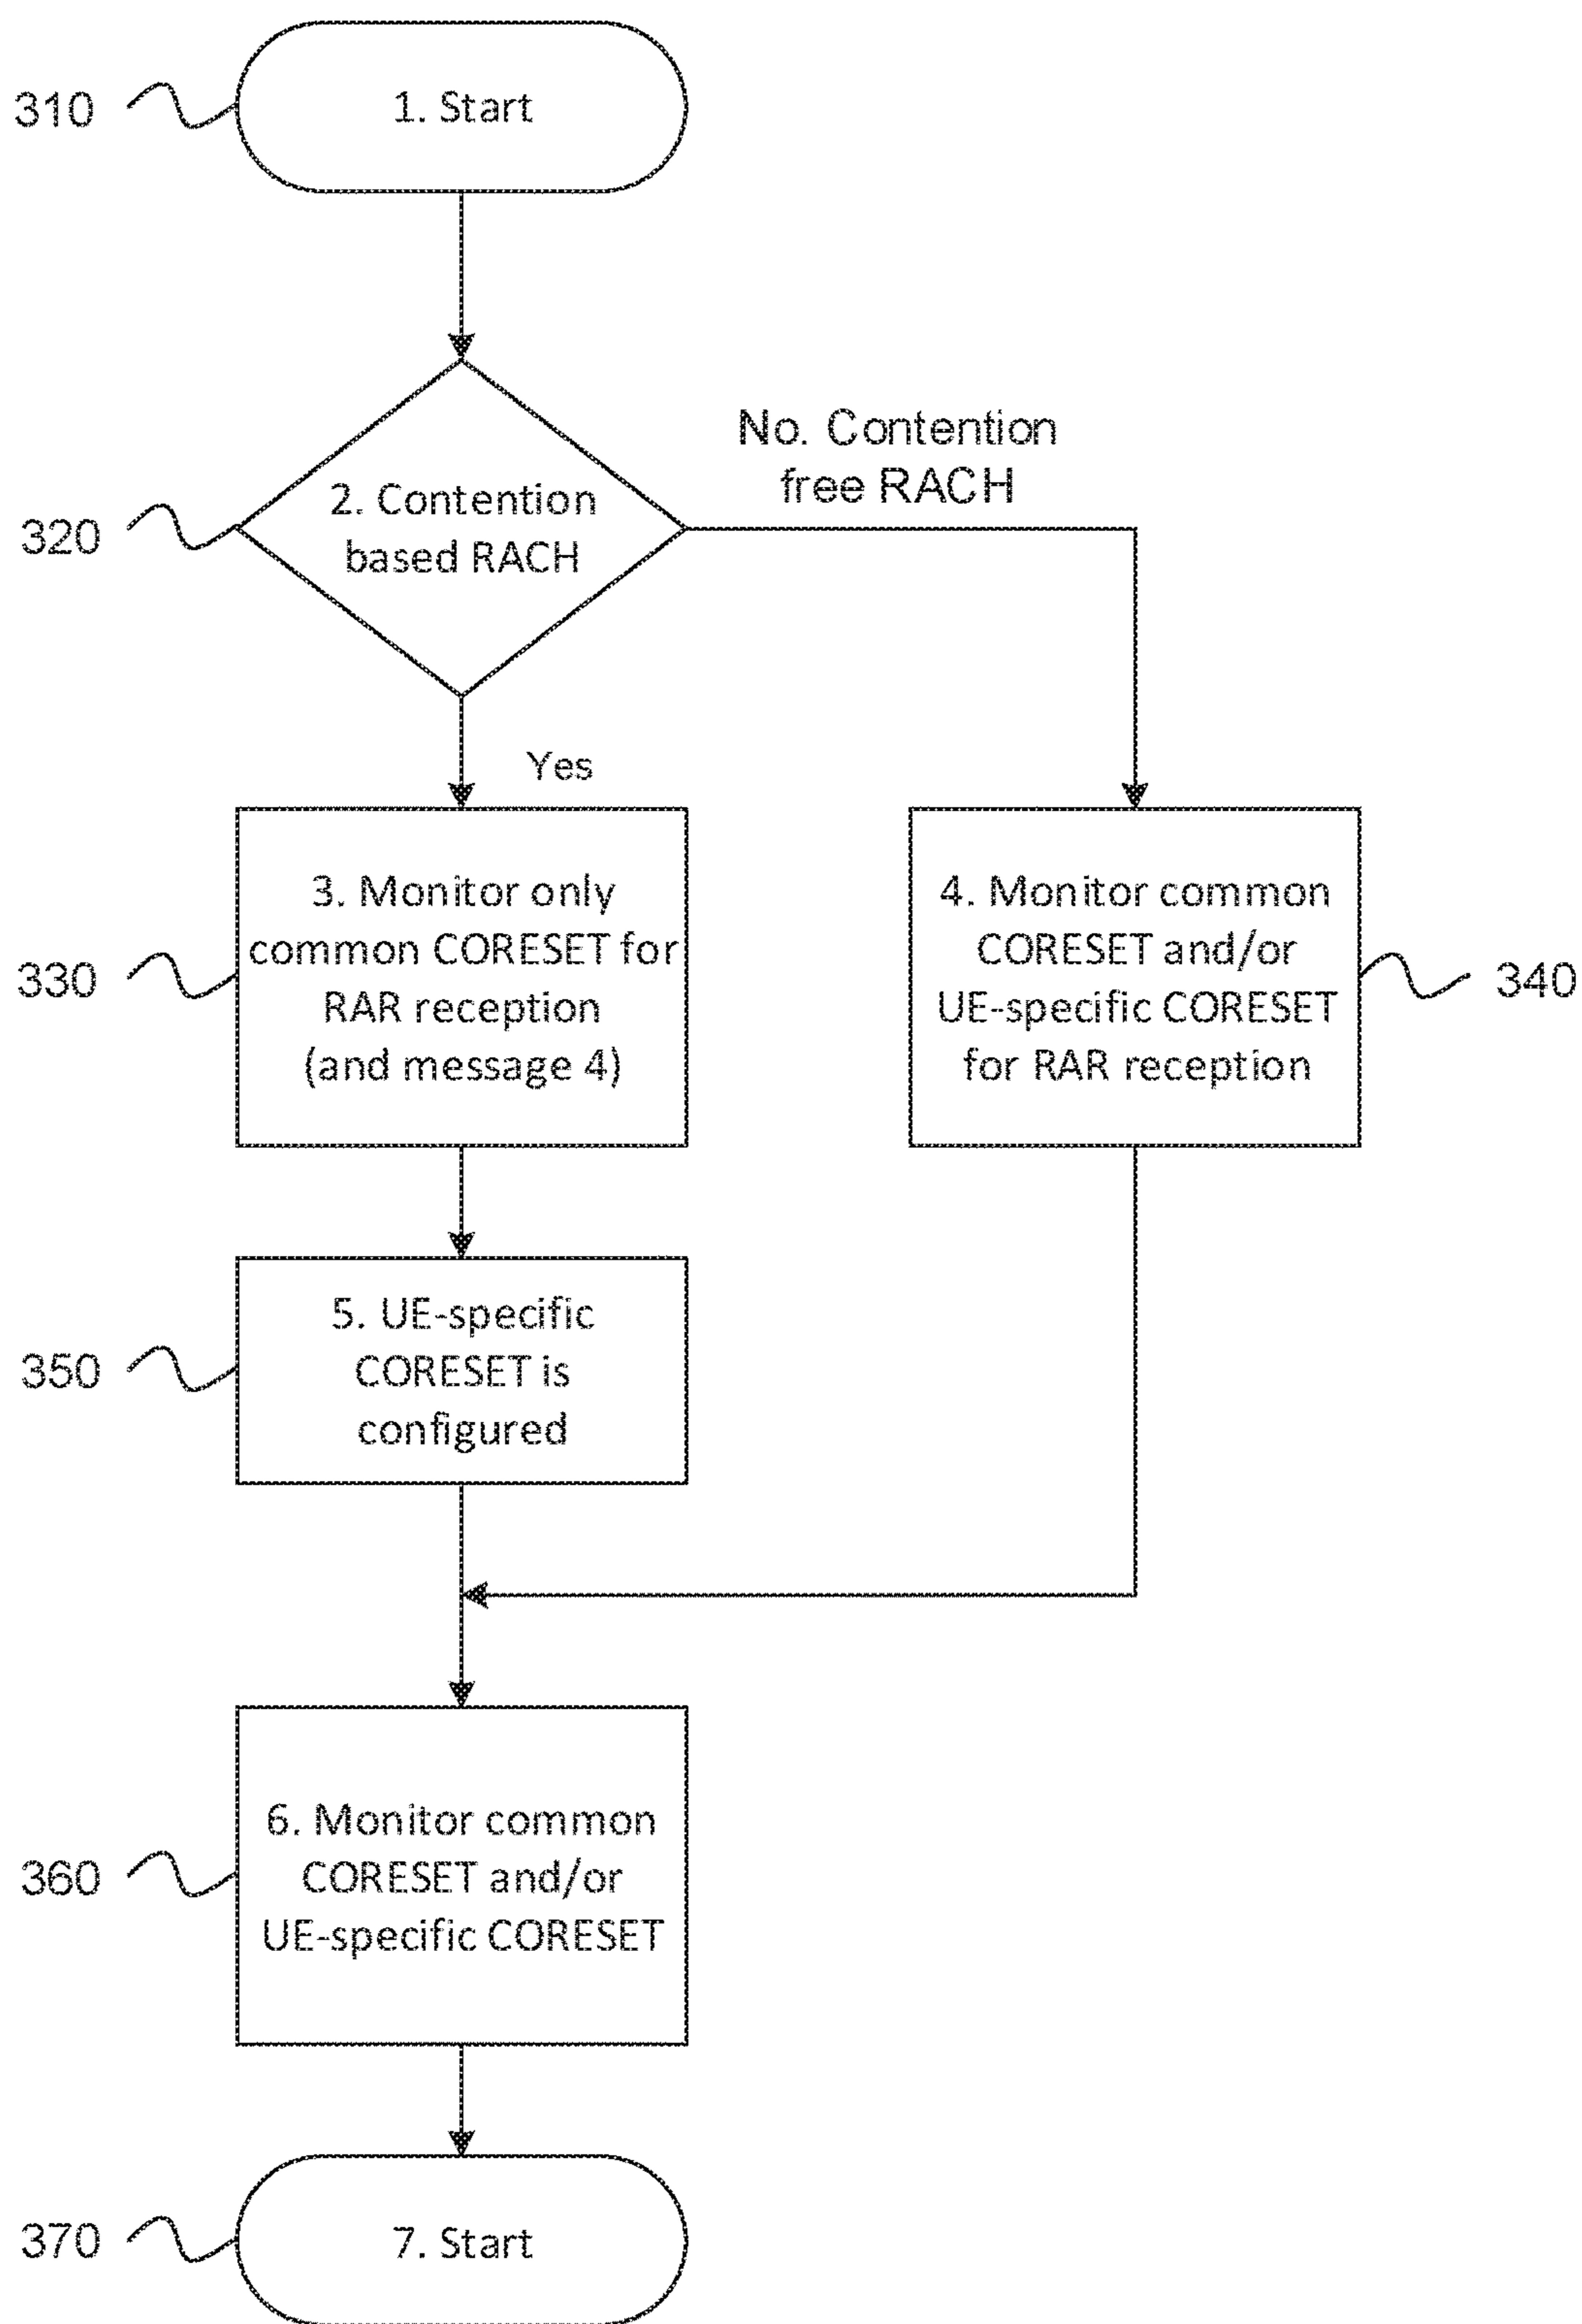 310
1. Start
No. Contention
free RACH
320
2. Contention
based RACH
Yes
330
3. Monitor only
common CORESET for
RAR reception
(and message 4)
4. Monitor common
CORESET and/or
UE-specific CORESET
for RAR reception
340
350
5. UE-specific
CORESET is
configured
360
6. Monitor common
CORESET and/or
UE-specific CORESET
370
7. Start